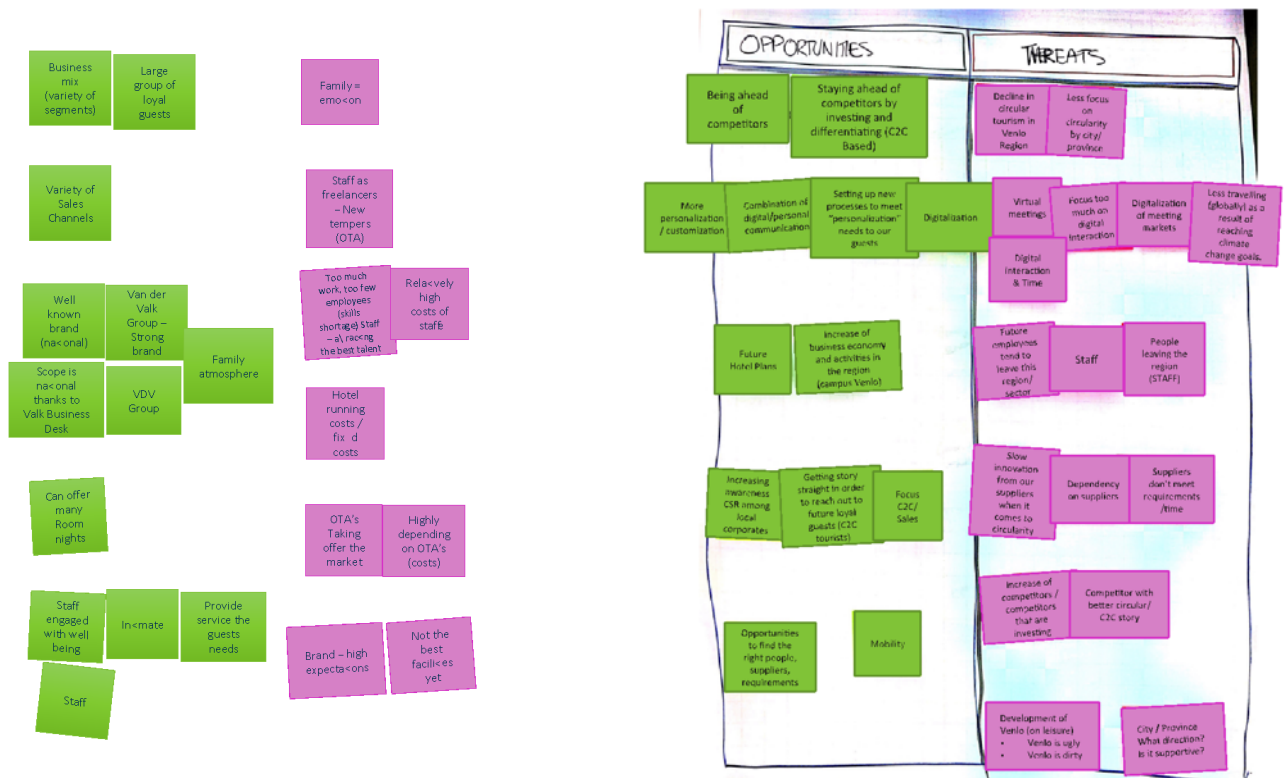 Business
mix
(variety of
segments)
Large
group of
loyal
guests
Variety of
Sales
Channels
Well
known
brand
(na<onal)
Van der
Valk
Group –
Strong
brand
Family
atmosphere
Scope is
na<onal
thanks to
Valk Business
Desk
VDV
Group
Can offer
many
Room
nights
Staff
engaged
with well
being
In<mate
Provide
service the
guests
needs
Staff
Family =
emo<on
Staff as
freelancers
– New
tempers
(OTA)
Too much
work, too few
employees
(skills
shortage) Staff
– a\ rac<ng
the best talent
Rela<vely
high
costs of
staff
Hotel
running
costs /
fix d
costs
OTA's
Taking
offer the
market
Highly
depending
on OTA's
(costs)
Brand – high
expecta<ons
Not the
best
facili<es
yet
OPPORTUNITIES
Being ahead
of
competitors
Staying ahead of
competitors by
investing and
differentiating (C2C
Based)
More
personalization
/ customization
Combination of
digital/personal
communication
Setting up new
processes to meet
"personalization"
needs to our
guests
Digitalization
Future
Hotel Plans
Increase of
business economy
and activities in
the region
(campus Venlo)
Increasing
awareness
CSR among
local
corporates
Getting story
straight in order
to reach out to
future loyal
guests (C2C
tourists)
Focus
C2C/
Sales
Opportunities
to find the
right people,
suppliers,
requirements
Mobility
THREATS
Decline in
circular
tourism in
Venlo
Region
Less focus
on
circularity
by city/
province
Virtual
meetings
Focus too
much on
digital
interaction
Digitalization
of meeting
markets
Less travelling
(globally) as a
result of
reaching
climate
change goals.
Digital
Interaction
& Time
Future
employees
tend to
leave this
region/
sector
Staff
People
leaving the
region
(STAFF)
Slow
innovation
from our
suppliers
when it
comes to
circularity
Dependency
on suppliers
Suppliers
don't meet
requirements
/time
Increase of
competitors /
competitors
that are
investing
Competitor with
better circular/
C2C story
Development of
Venlo (on leisure)
• Venlo is ugly
• Venlo is dirty
City / Province
What direction?
Is it supportive?